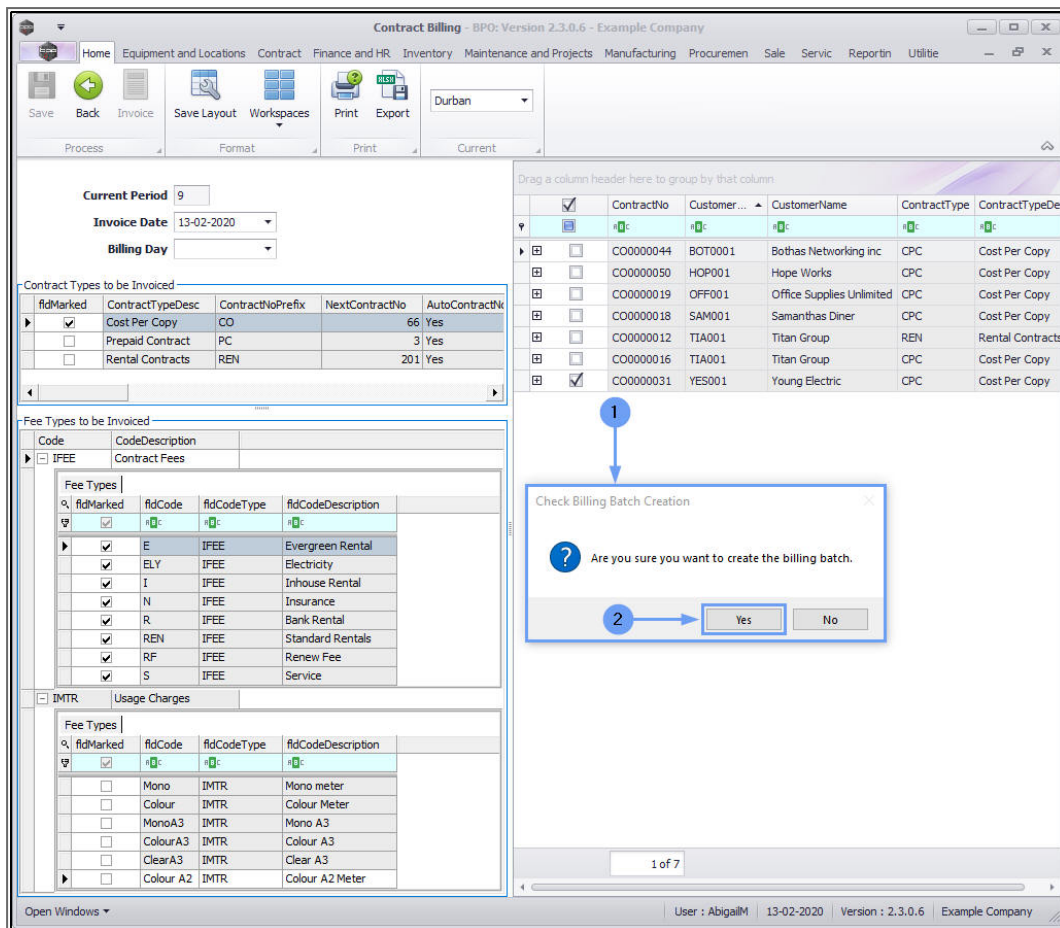 Contract Billing - BPO: Version 2.3.0.6 - Example Company
Home Equipment and Locations Contract Finance and HR Inventory Maintenance and Projects Manufacturing Procuremen Sale Servic Reportin Utilitie
Save Back Invoice Save Layout Workspaces Print Export Durban
Process Format Print Current
Drag a column header here to group by that column
Current Period 9
Invoice Date 13-02-2020
Billing Day
ContractNo Customer... CustomerName ContractType ContractTypeDe
CO0000044 BOT0001 Bothas Networking inc CPC Cost Per Copy
CO0000050 HOP001 Hope Works CPC Cost Per Copy
CO0000019 OFF001 Office Supplies Unlimited CPC Cost Per Copy
CO0000018 SAM001 Samanthas Diner CPC Cost Per Copy
CO0000012 TIA001 Titan Group REN Rental Contracts
CO0000016 TIA001 Titan Group CPC Cost Per Copy
CO0000031 YES001 Young Electric CPC Cost Per Copy
Contract Types to be Invoiced
fldMarked ContractTypeDesc ContractNoPrefix NextContractNo AutoContractNo
Cost Per Copy CO 66 Yes
Prepaid Contract PC 3 Yes
Rental Contracts REN 201 Yes
Fee Types to be Invoiced
Code CodeDescription
IFEE Contract Fees
Fee Types
fldMarked fldCode fldCodeType fldCodeDescription
E IFEE Evergreen Rental
ELY IFEE Electricity
I IFEE Inhouse Rental
N IFEE Insurance
R IFEE Bank Rental
REN IFEE Standard Rentals
RF IFEE Renew Fee
S IFEE Service
IMTR Usage Charges
Fee Types
fldMarked fldCode fldCodeType fldCodeDescription
Mono IMTR Mono meter
Colour IMTR Colour Meter
MonoA3 IMTR Mono A3
ColourA3 IMTR Colour A3
ClearA3 IMTR Clear A3
Colour A2 IMTR Colour A2 Meter
1
Check Billing Batch Creation
Are you sure you want to create the billing batch.
2
Yes No
1 of 7
Open Windows User : AbigailM 13-02-2020 Version : 2.3.0.6 Example Company